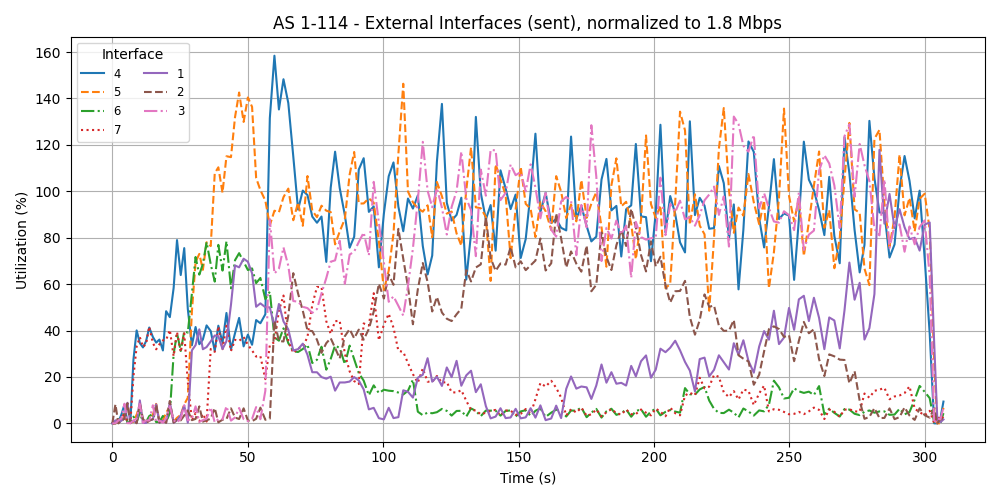 AS 1-114 - External Interfaces (sent), normalized to 1.8 Mbps
Interface
4 1
5 2
6 3
7
160
140
120
100
80
60
40
20
0
Utilization (%)
0 50 100 150 200 250 300
Time (s)